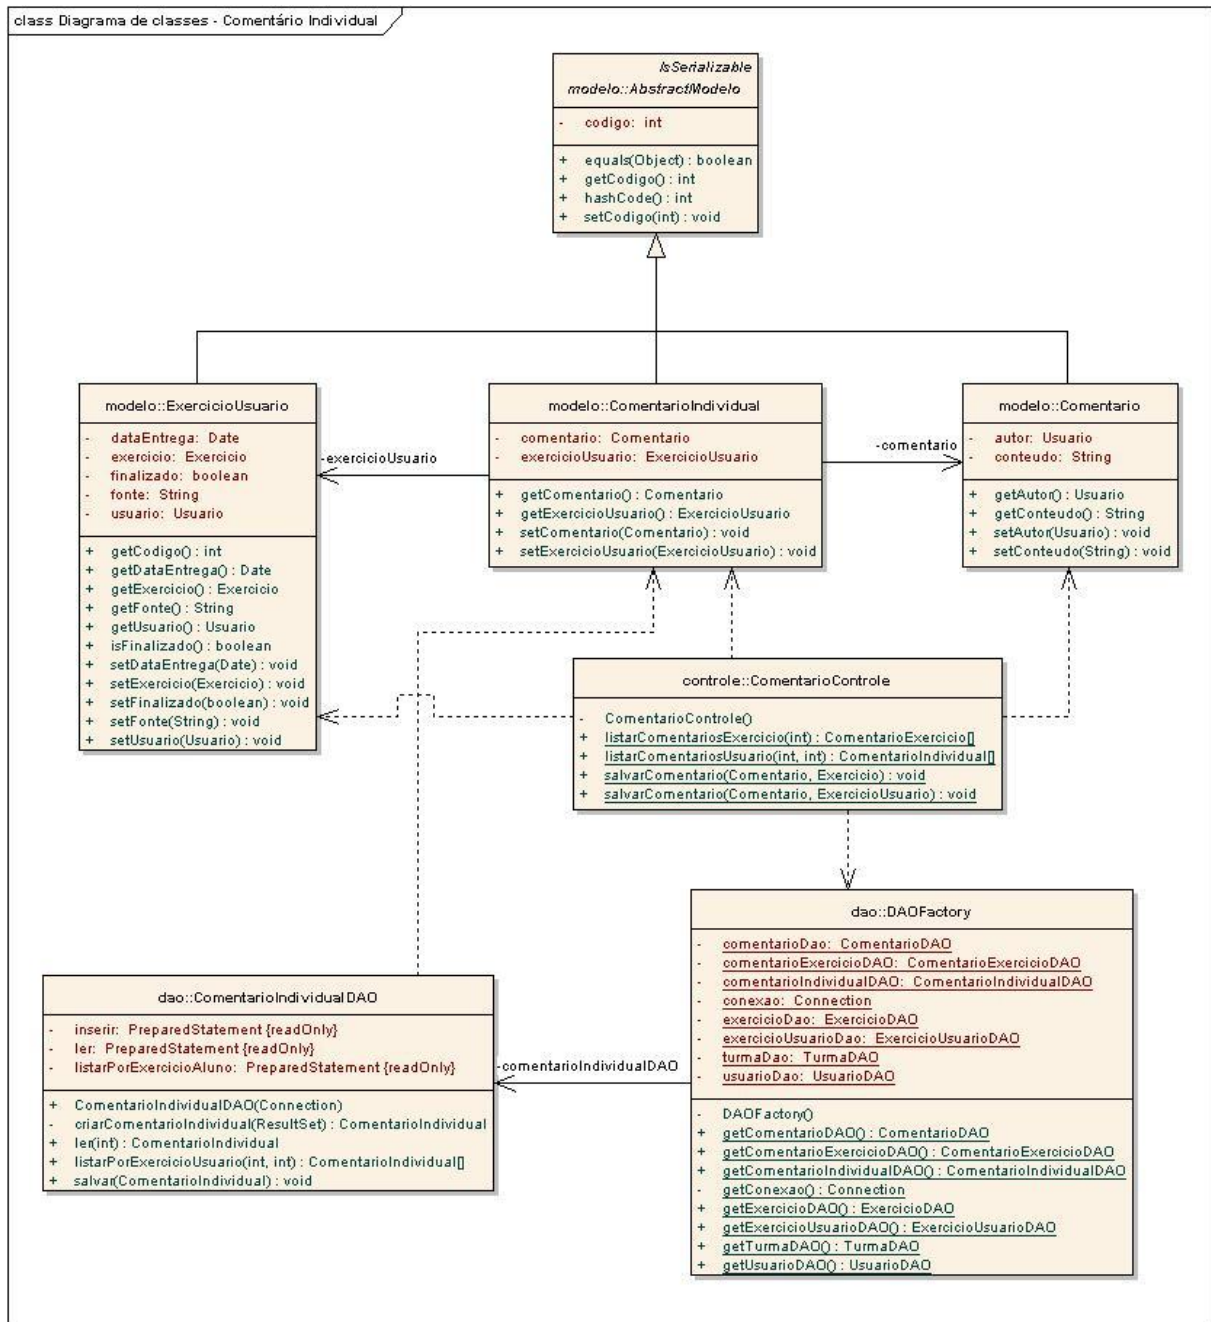 class Diagrama de classes - Comentário Individual
IsSerializable
modelo::AbstractModelo
- codigo: int
+ equals(Object) : boolean
+ getCodigo() : int
+ hashCode() : int
+ setCodigo(int) : void
modelo::ExercicioUsuario
- dataEntrega: Date
- exercicio: Exercicio
- finalizado: boolean
- fonte: String
- usuario: Usuario
+ getCodigo() : int
+ getDataEntrega() : Date
+ getExercicio() : Exercicio
+ getFonte() : String
+ getUsuario() : Usuario
+ isFinalizado() : boolean
+ setDataEntrega(Date) : void
+ setExercicio(Exercicio) : void
+ setFinalizado(boolean) : void
+ setFonte(String) : void
+ setUsuario(Usuario) : void
-exercicioUsuario
modelo::ComentarioIndividual
- comentario: Comentario
- exercicioUsuario: ExercicioUsuario
+ getComentario() : Comentario
+ getExercicioUsuario() : ExercicioUsuario
+ setComentario(Comentario) : void
+ setExercicioUsuario(ExercicioUsuario) : void
-comentario
modelo::Comentario
- autor: Usuario
- conteudo: String
+ getAutor() : Usuario
+ getConteudo() : String
+ setAutor(Usuario) : void
+ setConteudo(String) : void
controle::ComentarioControle
- ComentarioControle()
+ listarComentariosExercicio(int) : ComentarioExercicio[]
+ listarComentariosUsuario(int, int) : ComentarioIndividual[]
+ salvarComentario(Comentario, Exercicio) : void
+ salvarComentario(Comentario, ExercicioUsuario) : void
dao::ComentarioIndividualDAO
- inserir: PreparedStatement {readOnly}
- ler: PreparedStatement {readOnly}
- listarPorExercicioAluno: PreparedStatement {readOnly}
+ ComentarioIndividualDAO(Connection)
- criarComentarioIndividual(ResultSet) : ComentarioIndividual
+ ler(int) : ComentarioIndividual
+ listarPorExercicioUsuario(int, int) : ComentarioIndividual[]
+ salvar(ComentarioIndividual) : void
-comentarioIndividualDAO
dao::DAOFactory
- comentarioDao: ComentarioDAO
- comentarioExercicioDAO: ComentarioExercicioDAO
- comentarioIndividualDAO: ComentarioIndividualDAO
- conexao: Connection
- exercicioDao: ExercicioDAO
- exercicioUsuarioDao: ExercicioUsuarioDAO
- turmaDao: TurmaDAO
- usuarioDao: UsuarioDAO
- DAOFactory()
+ getComentarioDAO() : ComentarioDAO
+ getComentarioExercicioDAO() : ComentarioExercicioDAO
+ getComentarioIndividualDAO() : ComentarioIndividualDAO
- getConexao() : Connection
+ getExercicioDAO() : ExercicioDAO
+ getExercicioUsuarioDAO() : ExercicioUsuarioDAO
+ getTurmaDAO() : TurmaDAO
+ getUsuarioDAO() : UsuarioDAO